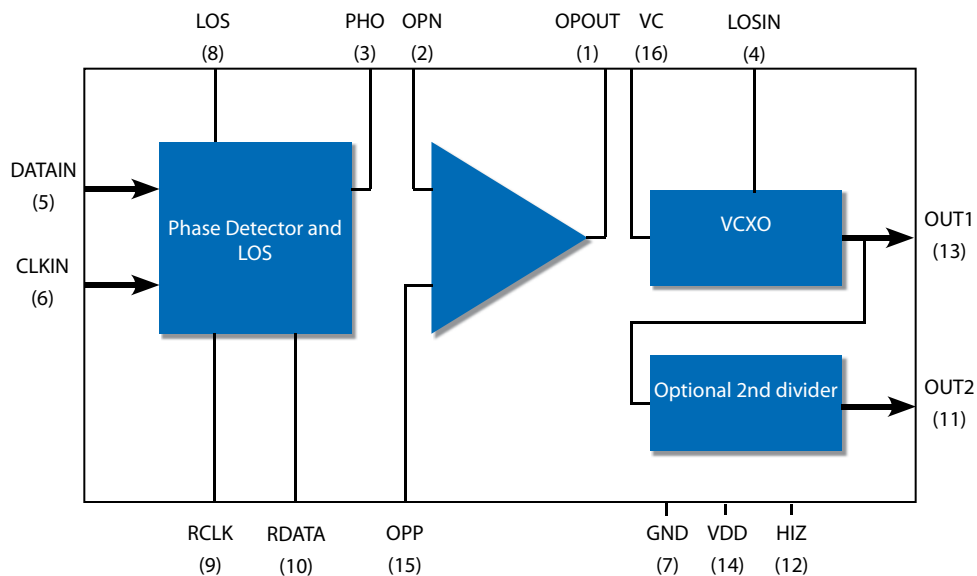 LOS PHO OPN OPOUT VC LOSIN
(8) (3) (2) (1) (16) (4)
DATAIN
(5)
Phase Detector and
LOS
CLKIN
(6)
VCXO
OUT1
(13)
Optional 2nd divider
OUT2
(11)
RCLK RDATA OPP GND VDD HIZ
(9) (10) (15) (7) (14) (12)